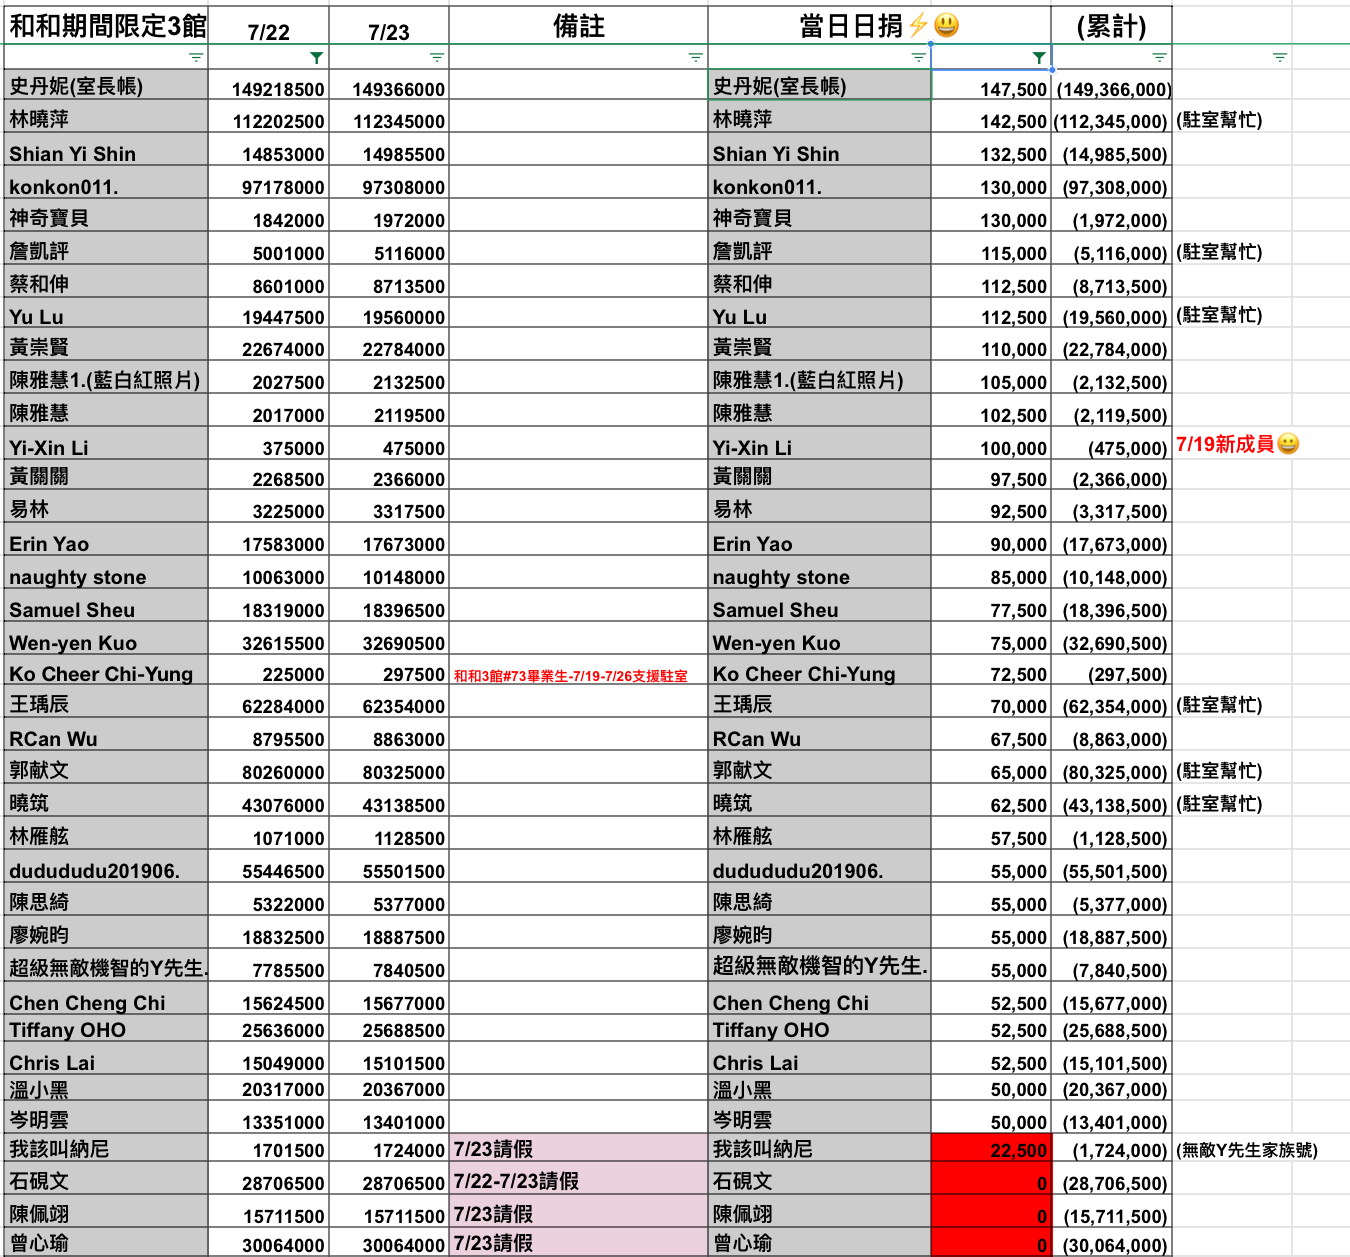 和和期間限定3館 7/22 7/23 備註 當日日捐⚡😃 (累計)
史丹妮(室長帳) 149218500 149366000 史丹妮(室長帳) 147,500 (149,366,000)
林曉萍 112202500 112345000 林曉萍 142,500 (112,345,000) (駐室幫忙)
Shian Yi Shin 14853000 14985500 Shian Yi Shin 132,500 (14,985,500)
konkon011. 97178000 97308000 konkon011. 130,000 (97,308,000)
神奇寶貝 1842000 1972000 神奇寶貝 130,000 (1,972,000)
詹凱評 5001000 5116000 詹凱評 115,000 (5,116,000) (駐室幫忙)
蔡和伸 8601000 8713500 蔡和伸 112,500 (8,713,500)
Yu Lu 19447500 19560000 Yu Lu 112,500 (19,560,000) (駐室幫忙)
黃崇賢 22674000 22784000 黃崇賢 110,000 (22,784,000)
陳雅慧1.(藍白紅照片) 2027500 2132500 陳雅慧1.(藍白紅照片) 105,000 (2,132,500)
陳雅慧 2017000 2119500 陳雅慧 102,500 (2,119,500)
Yi-Xin Li 375000 475000 Yi-Xin Li 100,000 (475,000) 7/19新成員😀
黃關關 2268500 2366000 黃關關 97,500 (2,366,000)
易林 3225000 3317500 易林 92,500 (3,317,500)
Erin Yao 17583000 17673000 Erin Yao 90,000 (17,673,000)
naughty stone 10063000 10148000 naughty stone 85,000 (10,148,000)
Samuel Sheu 18319000 18396500 Samuel Sheu 77,500 (18,396,500)
Wen-yen Kuo 32615500 32690500 Wen-yen Kuo 75,000 (32,690,500)
Ko Cheer Chi-Yung 225000 297500 和和3館#73畢業生-7/19-7/26支援駐室 Ko Cheer Chi-Yung 72,500 (297,500)
王瑀辰 62284000 62354000 王瑀辰 70,000 (62,354,000) (駐室幫忙)
RCan Wu 8795500 8863000 RCan Wu 67,500 (8,863,000)
郭献文 80260000 80325000 郭献文 65,000 (80,325,000) (駐室幫忙)
曉筑 43076000 43138500 曉筑 62,500 (43,138,500) (駐室幫忙)
林雁舷 1071000 1128500 林雁舷 57,500 (1,128,500)
dudududu201906. 55446500 55501500 dudududu201906. 55,000 (55,501,500)
陳思綺 5322000 5377000 陳思綺 55,000 (5,377,000)
廖婉昀 18832500 18887500 廖婉昀 55,000 (18,887,500)
超級無敵機智的Y先生. 7785500 7840500 超級無敵機智的Y先生. 55,000 (7,840,500)
Chen Cheng Chi 15624500 15677000 Chen Cheng Chi 52,500 (15,677,000)
Tiffany OHO 25636000 25688500 Tiffany OHO 52,500 (25,688,500)
Chris Lai 15049000 15101500 Chris Lai 52,500 (15,101,500)
溫小黑 20317000 20367000 溫小黑 50,000 (20,367,000)
岑明雲 13351000 13401000 岑明雲 50,000 (13,401,000)
我該叫納尼 1701500 1724000 7/23請假 我該叫納尼 22,500 (1,724,000) (無敵Y先生家族號)
石硯文 28706500 28706500 7/22-7/23請假 石硯文 0 (28,706,500)
陳佩翊 15711500 15711500 7/23請假 陳佩翊 0 (15,711,500)
曾心瑜 30064000 30064000 7/23請假 曾心瑜 0 (30,064,000)